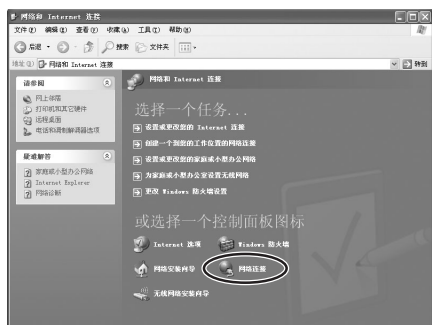 网络和 Internet 连接
文件(F) 编辑(E) 查看(V) 收藏(A) 工具(T) 帮助(H)
后退 搜索 文件夹
地址(D) 网络和 Internet 连接 转到
请参阅
网上邻居
打印机和其它硬件
远程桌面
电话和调制解调器选项
疑难解答
家庭或小型办公网络
Internet Explorer
网络诊断
网络和 Internet 连接
选择一个任务...
设置或更改您的 Internet 连接
创建一个到您的工作位置的网络连接
设置或更改您的家庭或小型办公网络
为家庭或小型办公室设置无线网络
更改 Windows 防火墙设置
或选择一个控制面板图标
Internet 选项 Windows 防火墙
网络安装向导 网络连接
无线网络安装向导